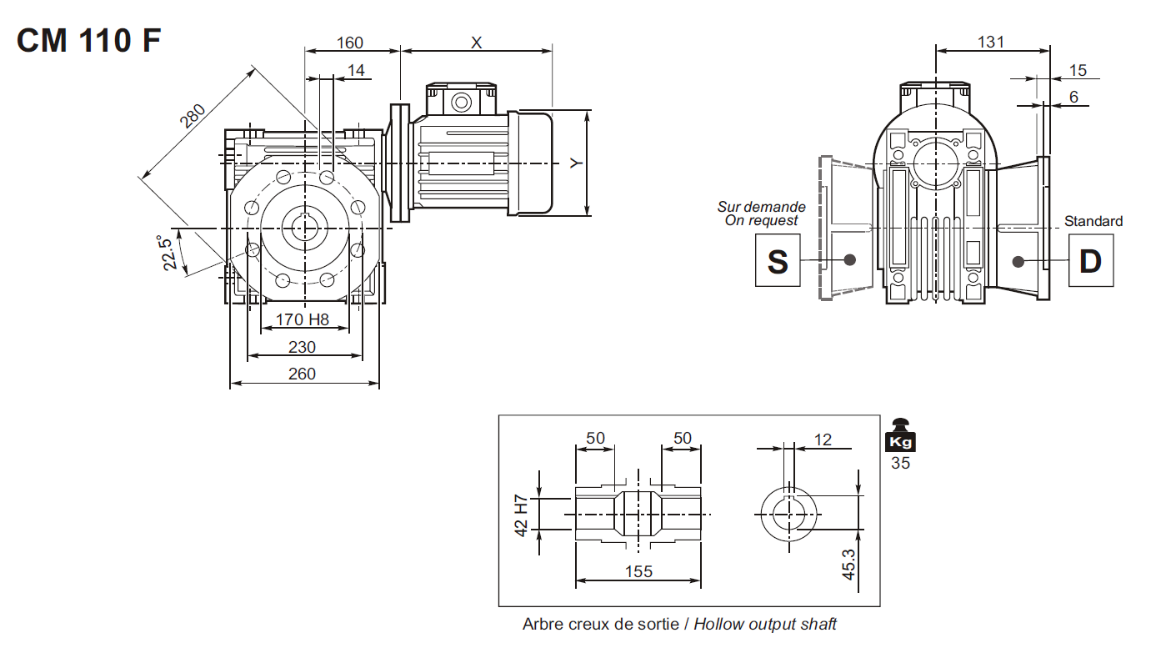 CM 110 F
160
X
14
280
Y
22.5°
170 H8
230
260
131
15
6
Sur demande
On request
S
Standard
D
50
50
12
42 H7
155
45.3
Kg
35
Arbre creux de sortie / Hollow output shaft